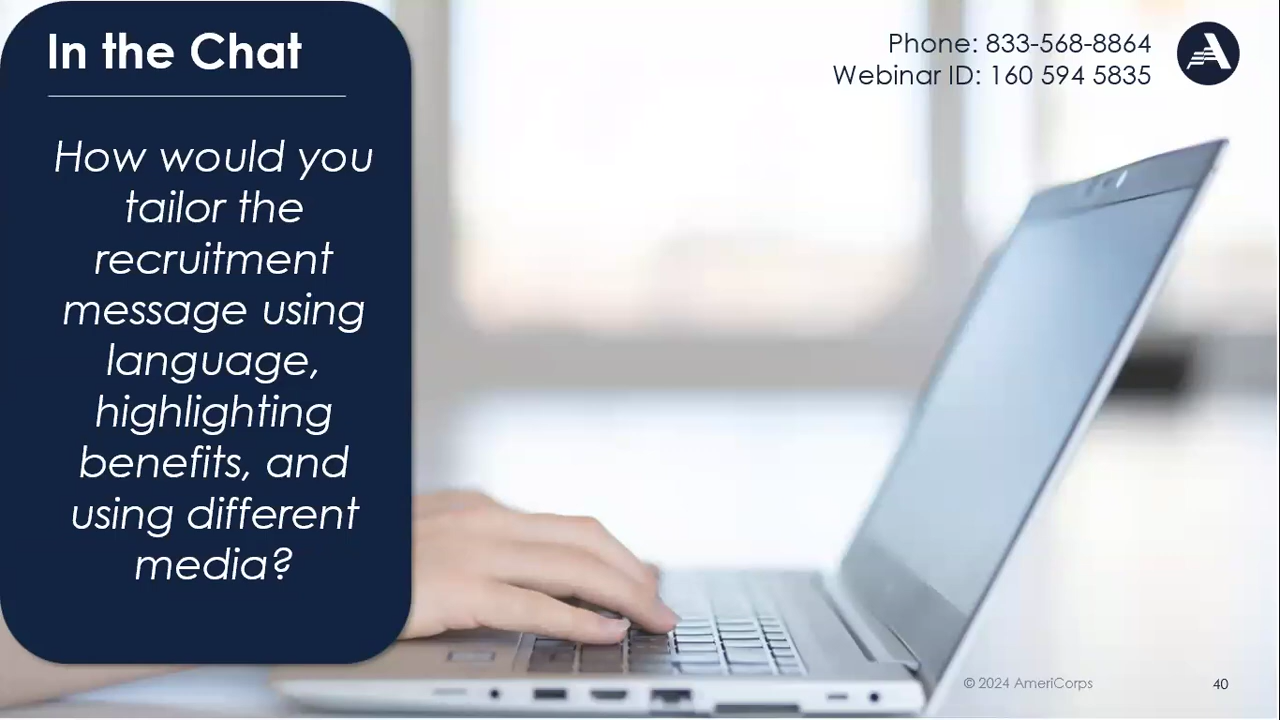 In the Chat
How would you
tailor the
recruitment
message using
language,
highlighting
benefits, and
using different
media?
Phone: 833-568-8864
Webinar ID: 160 594 5835
© 2024 AmeriCorps
40